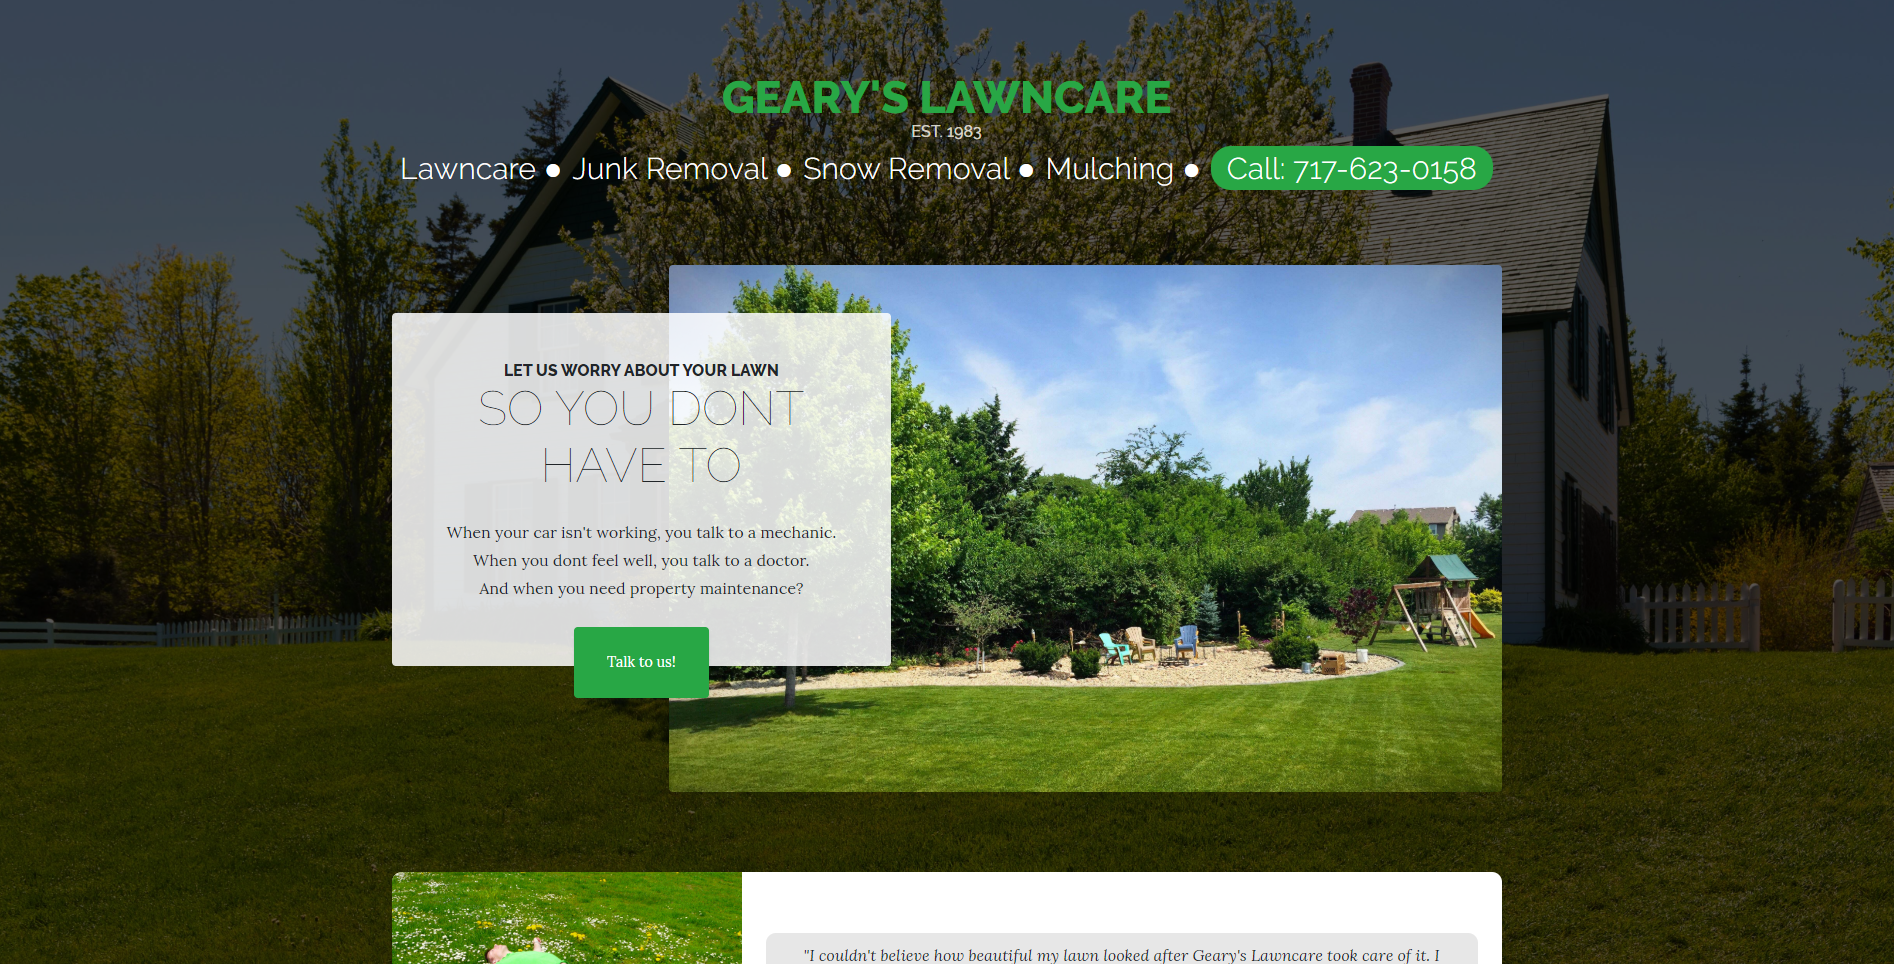 GEARY'S LAWNCARE
EST. 1983
Lawncare ● Junk Removal ● Snow Removal ● Mulching ● Call: 717-623-0158
LET US WORRY ABOUT YOUR LAWN
SO YOU DONT
HAVE TO
When your car isn't working, you talk to a mechanic.
When you dont feel well, you talk to a doctor.
And when you need property maintenance?
Talk to us!
"I couldn't believe how beautiful my lawn looked after Geary's Lawncare took care of it. I